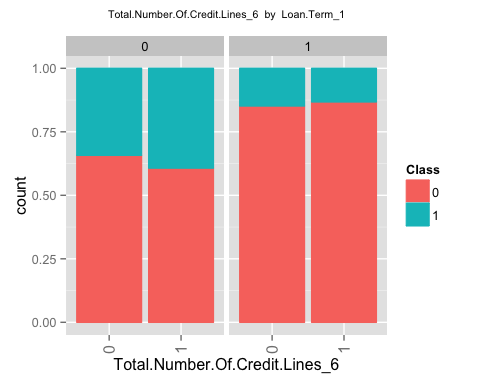 Total.Number.Of.Credit.Lines_6 by Loan.Term_1
0 1
1.00
0.75
0.50
0.25
0.00
count
0 1 0 1
Total.Number.Of.Credit.Lines_6
Class
0
1